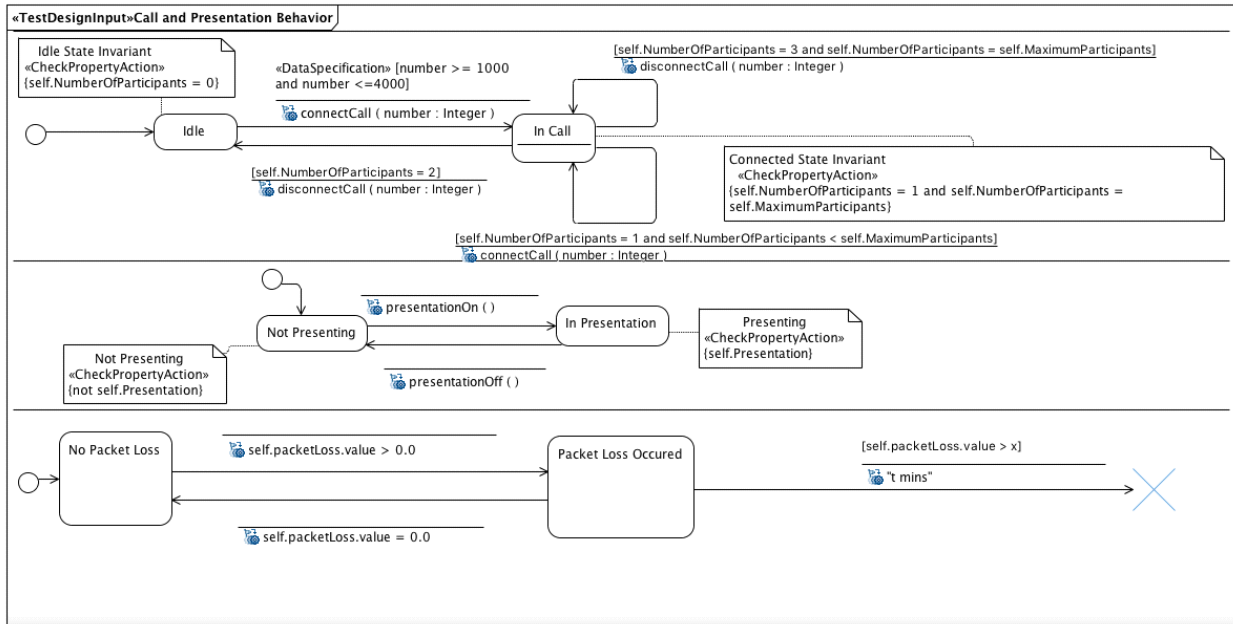 «TestDesignInput»Call and Presentation Behavior
Idle State Invariant
«CheckPropertyAction»
{self.NumberOfParticipants = 0}
«DataSpecification» [number >= 1000
and number <=4000]
connectCall ( number : Integer )
[self.NumberOfParticipants = 3 and self.NumberOfParticipants = self.MaximumParticipants]
disconnectCall ( number : Integer )
Idle
In Call
[self.NumberOfParticipants = 2]
disconnectCall ( number : Integer )
Connected State Invariant
«CheckPropertyAction»
{self.NumberOfParticipants = 1 and self.NumberOfParticipants =
self.MaximumParticipants}
[self.NumberOfParticipants = 1 and self.NumberOfParticipants < self.MaximumParticipants]
connectCall ( number : Integer )
presentationOn ( )
Not Presenting
In Presentation
Presenting
«CheckPropertyAction»
{self.Presentation}
Not Presenting
«CheckPropertyAction»
{not self.Presentation}
presentationOff ( )
No Packet Loss
self.packetLoss.value > 0.0
Packet Loss Occured
[self.packetLoss.value > x]
"t mins"
self.packetLoss.value = 0.0